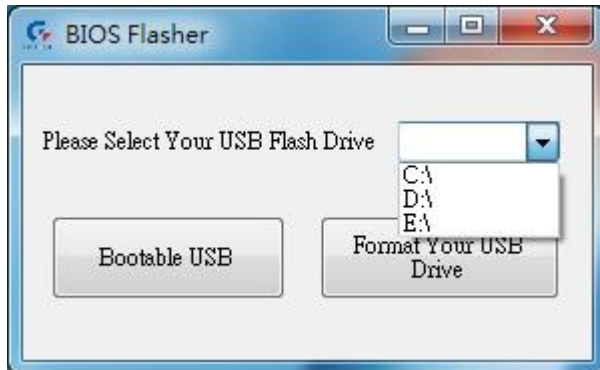 BIOS Flasher
Please Select Your USB Flash Drive
C:\
D:\
E:\
Bootable USB
Format Your USB
Drive